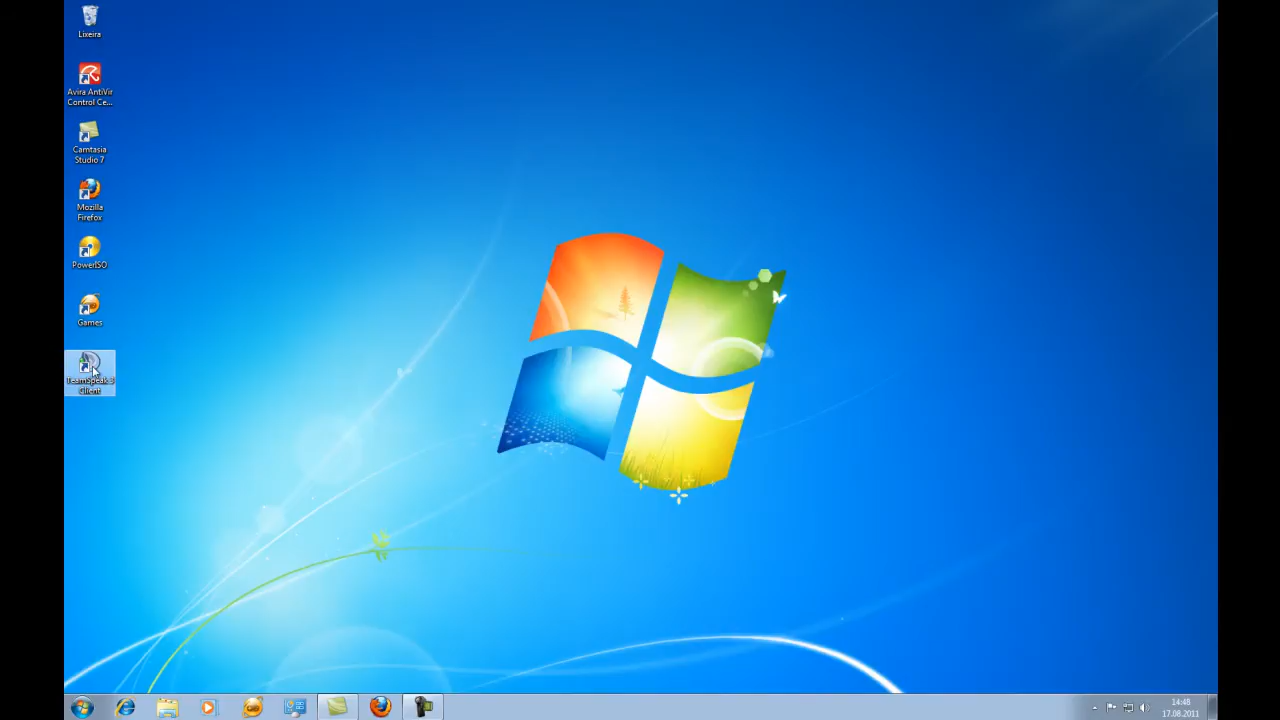 Lixeira
Avira AntiVir
Control Ce...
Camtasia
Studio 7
Mozilla
Firefox
PowerISO
Games
TeamSpeak 3
Client
14:48
17.08.2011